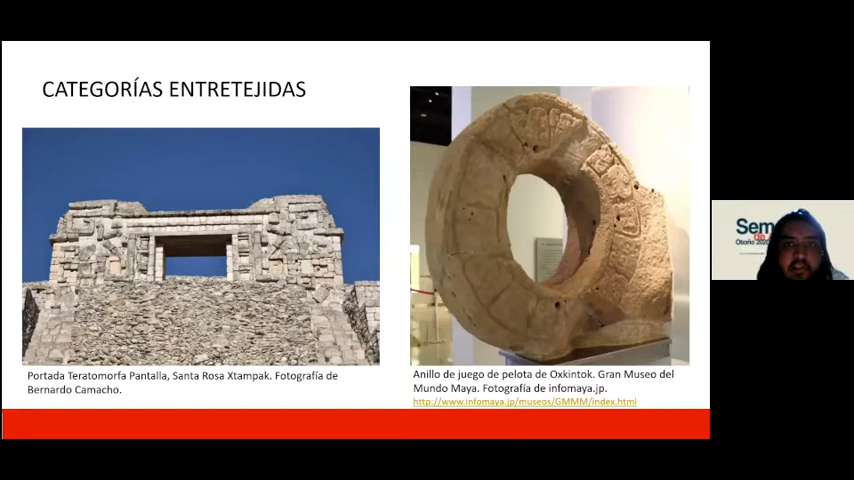 CATEGORÍAS ENTRETEJIDAS
Portada Teratomorfa Pantalla, Santa Rosa Xtampak. Fotografía de
Bernardo Camacho.
Anillo de juego de pelota de Oxkintok. Gran Museo del
Mundo Maya. Fotografía de infomaya.jp.
http://www.infomaya.jp/museos/GMMM/index.html
Sem
de
Otoño 202